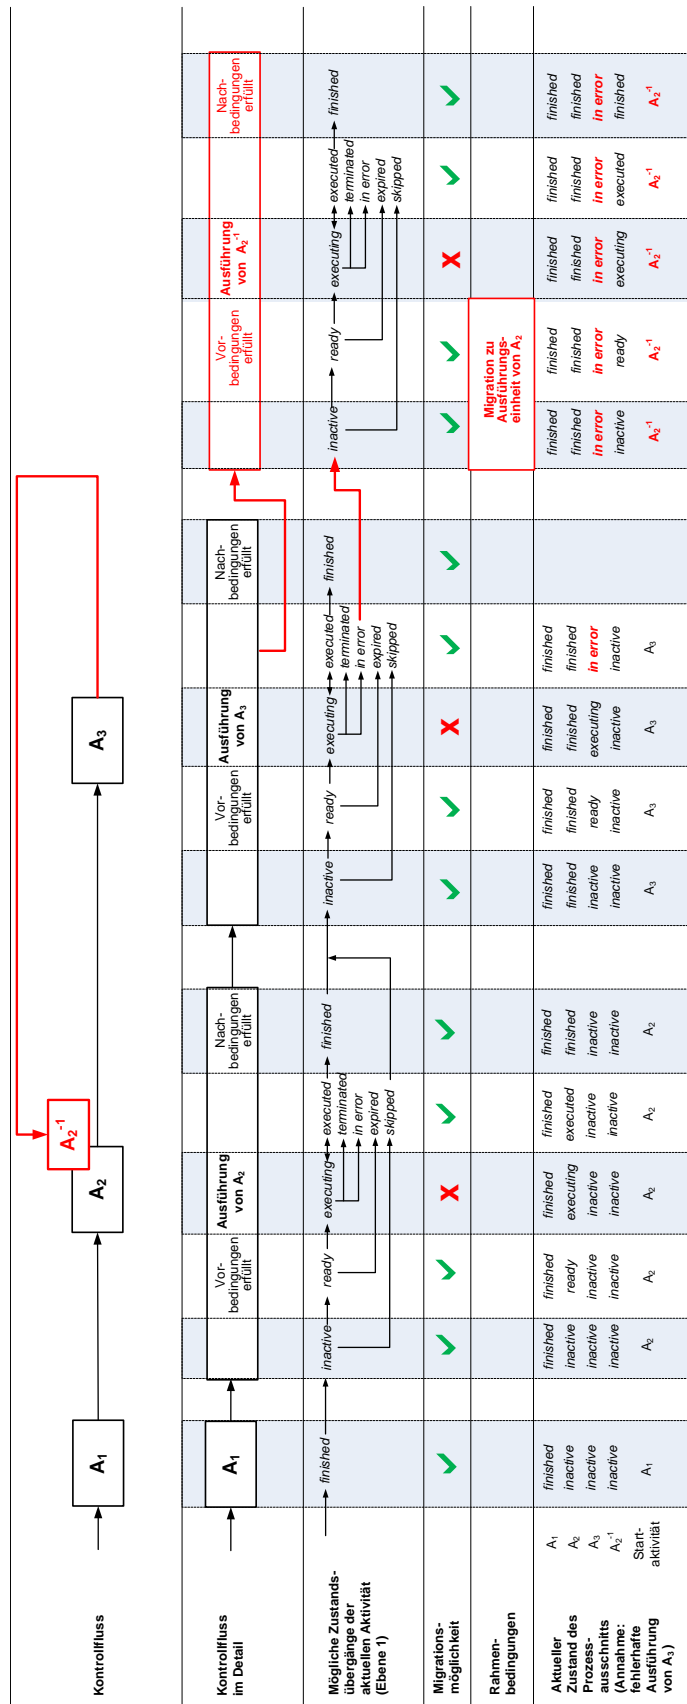 Kontrollfluss
A₁
A₂
A₂⁻¹
A₃
Kontrollfluss
im Detail
A₁
Vor-
bedingungen
erfüllt
Ausführung
von A₂
Nach-
bedingungen
erfüllt
Vor-
bedingungen
erfüllt
Ausführung
von A₃
Nach-
bedingungen
erfüllt
Vor-
bedingungen
erfüllt
Ausführung
von A₂⁻¹
Nach-
bedingungen
erfüllt
Mögliche Zustands-
übergänge der
aktuellen Aktivität
(Ebene 1)
finished
inactive
ready
executing
executed
terminated
in error
expired
skipped
finished
inactive
ready
executing
executed
terminated
in error
expired
skipped
finished
inactive
ready
executing
executed
terminated
in error
expired
skipped
finished
Migrations-
möglichkeit
X
X
X
Rahmen-
bedingungen
Migration zu
Ausführungs-
einheit von A₂
Aktueller
Zustand des
Prozess-
ausschnitts
(Annahme:
fehlerhafte
Ausführung
von A₃)
A₁ finished finished finished finished finished finished finished finished finished finished finished finished finished finished finished
A₂ inactive inactive ready executing executed finished finished finished finished finished finished finished finished finished finished
A₃ inactive inactive inactive inactive inactive inactive inactive ready executing in error in error in error in error in error in error
A₂⁻¹ inactive inactive inactive inactive inactive inactive inactive inactive inactive inactive inactive ready executing executed finished
Start-
aktivität
A₁ A₂ A₂ A₂ A₂ A₂ A₃ A₃ A₃ A₃ A₂⁻¹ A₂⁻¹ A₂⁻¹ A₂⁻¹ A₂⁻¹